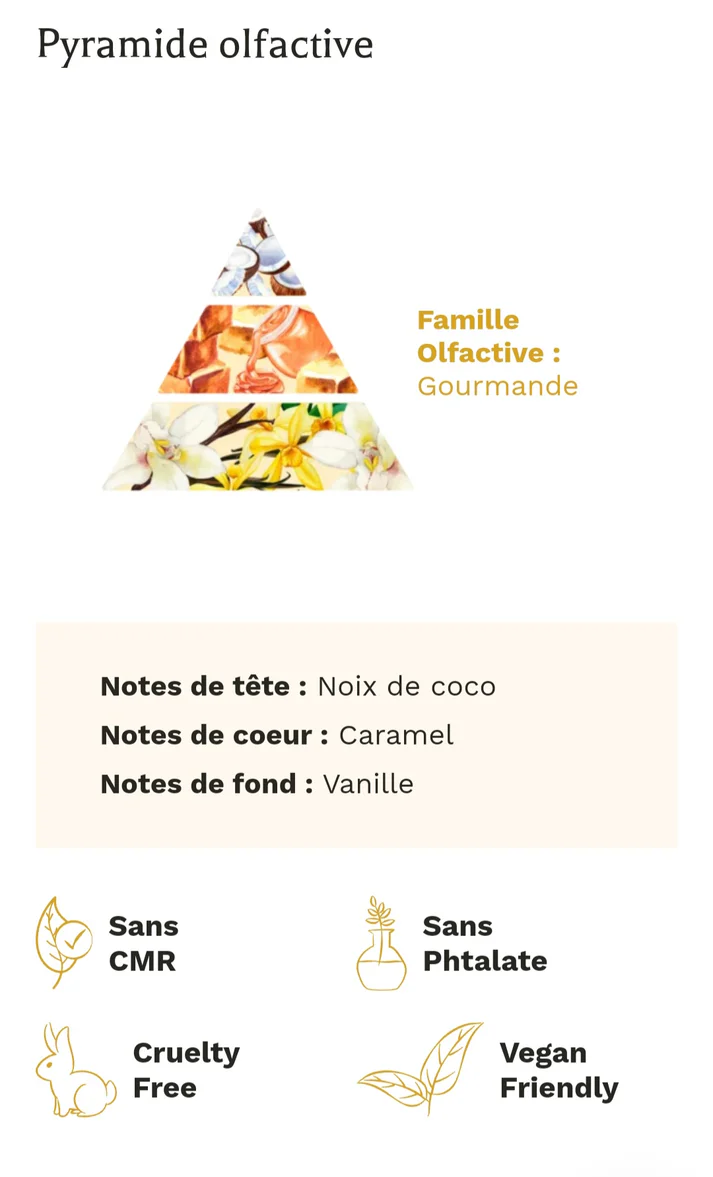 Pyramide olfactive
Famille
Olfactive :
Gourmande
Notes de tête : Noix de coco
Notes de coeur : Caramel
Notes de fond : Vanille
Sans
CMR
Sans
Phtalate
Cruelty
Free
Vegan
Friendly